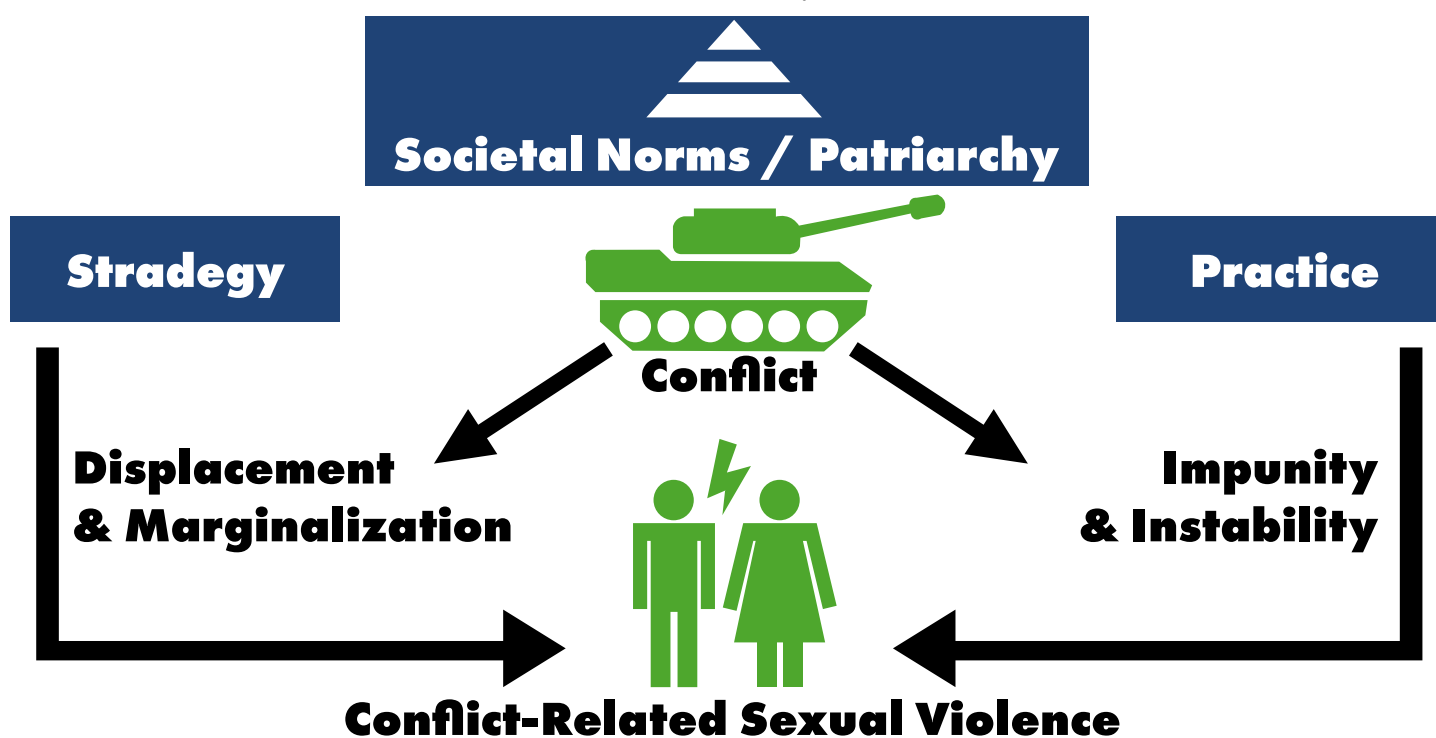 Societal Norms / Patriarchy
Stradegy
Practice
Conflict
Displacement
& Marginalization
Impunity
& Instability
Conflict-Related Sexual Violence